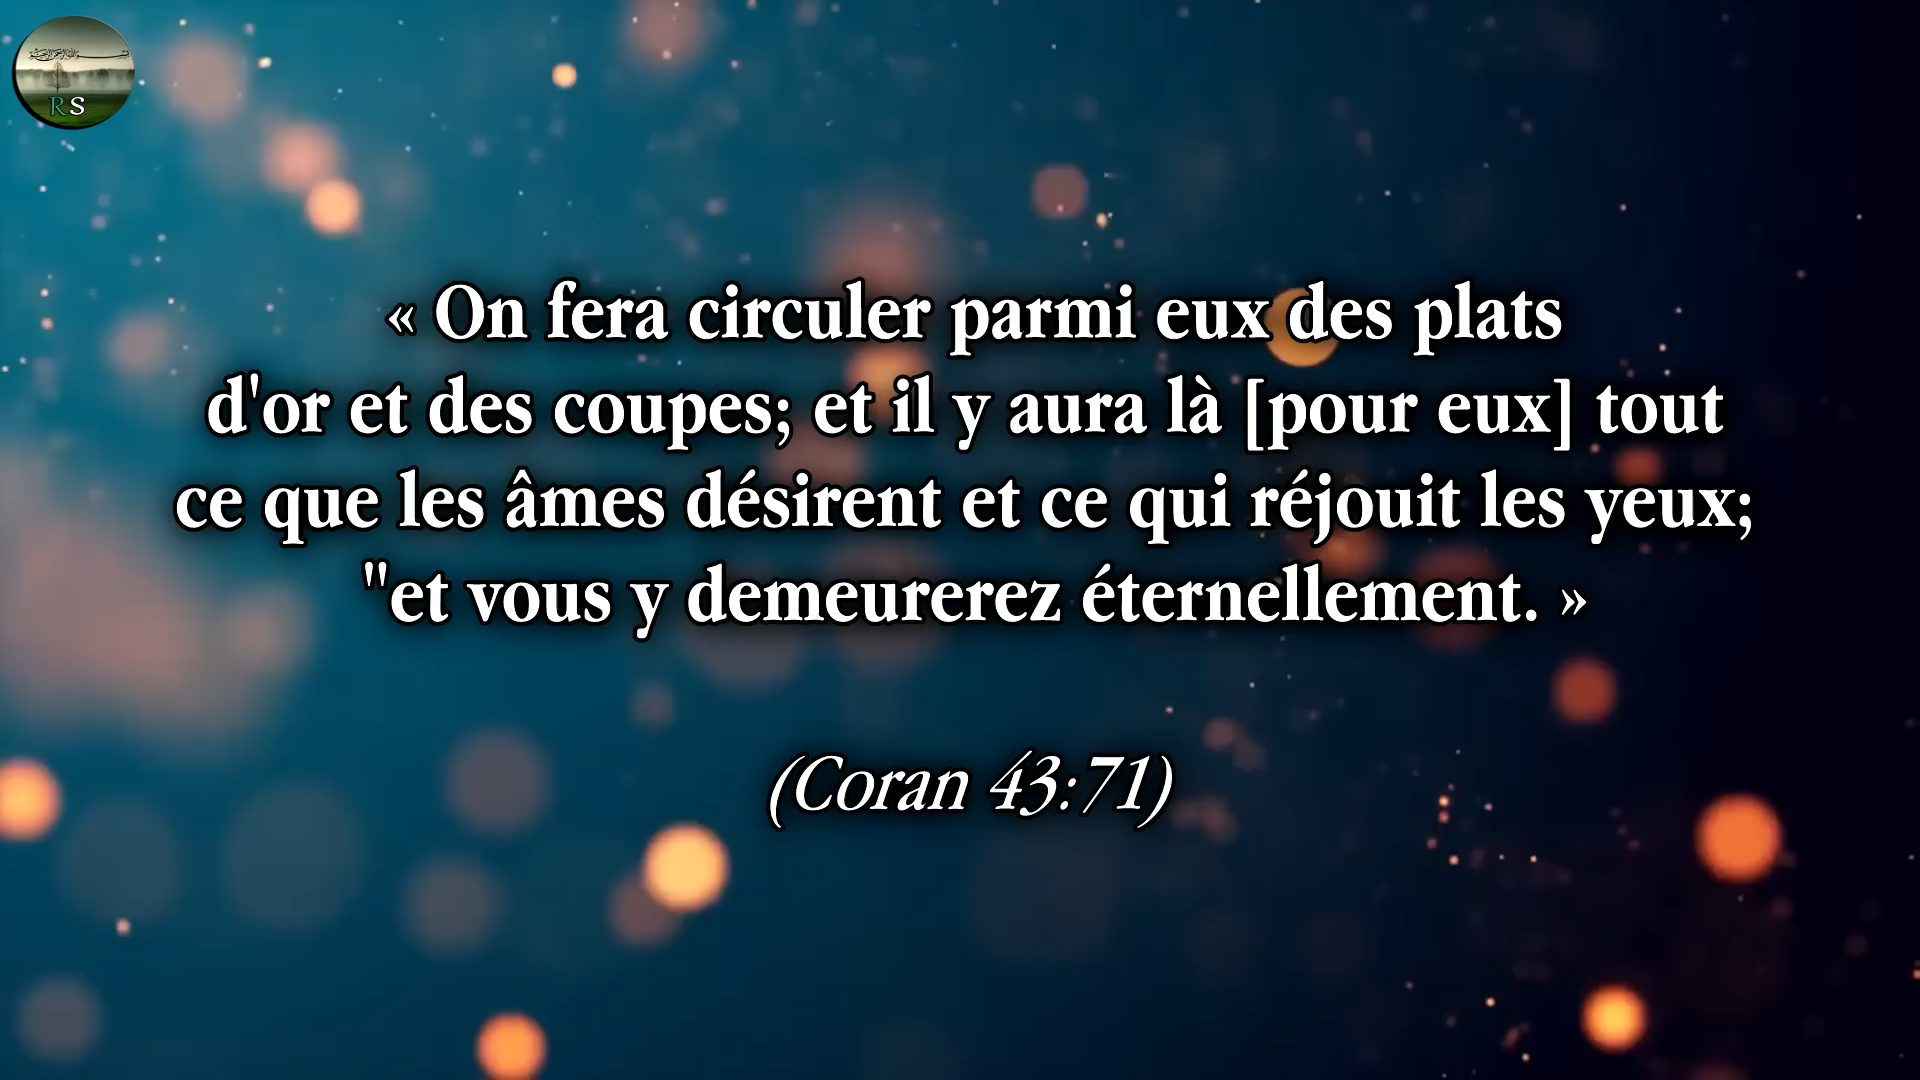 RS
« On fera circuler parmi eux des plats
d'or et des coupes; et il y aura là [pour eux] tout
ce que les âmes désirent et ce qui réjouit les yeux;
"et vous y demeurerez éternellement. »
(Coran 43:71)